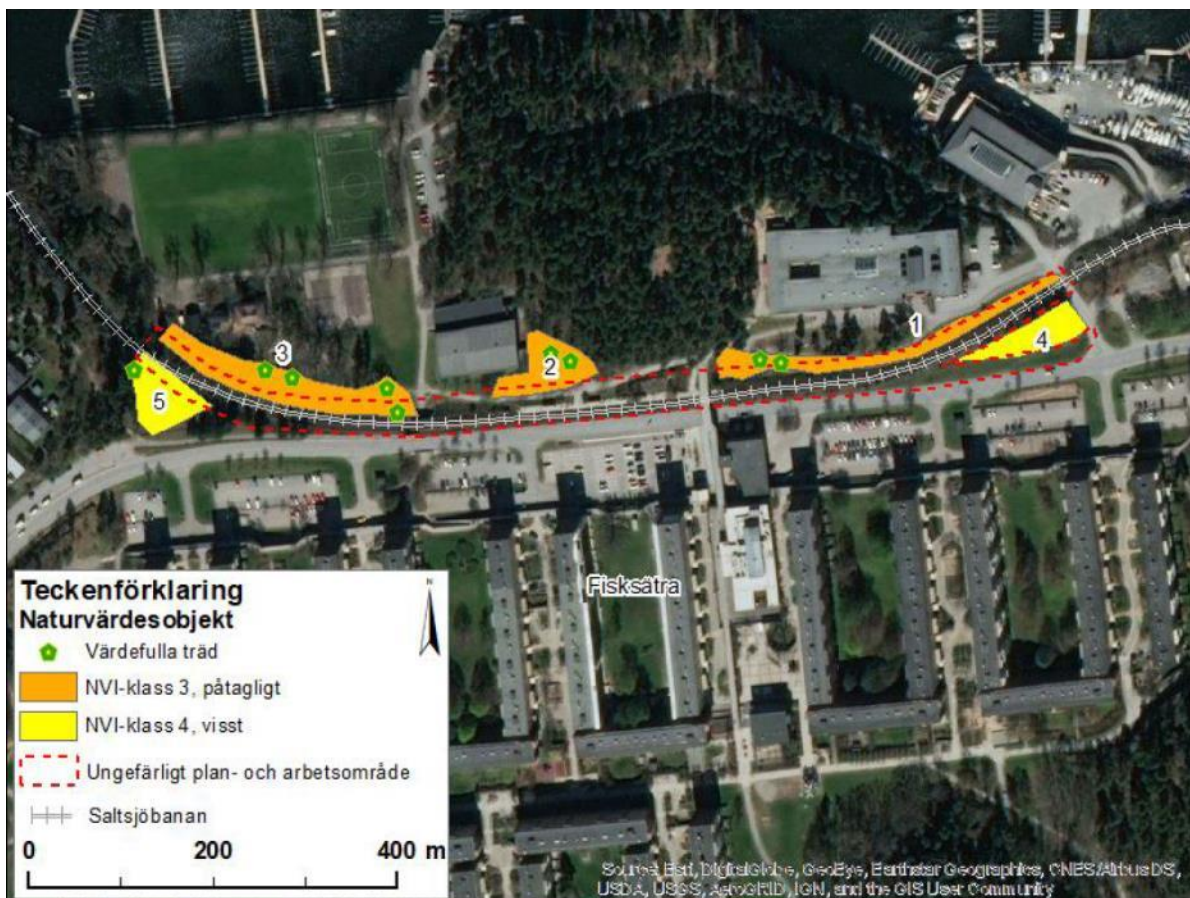 1
2
3
4
5
Fisksätra
Teckenförklaring
Naturvärdesobjekt
N
Värdefulla träd
NVI-klass 3, påtagligt
NVI-klass 4, visst
Ungefärligt plan- och arbetsområde
Saltsjöbanan
0 200 400 m
Source: Esri, DigitalGlobe, GeoEye, Earthstar Geographics, CNES/Airbus DS,
USDA, USGS, AeroGRID, IGN, and the GIS User Community